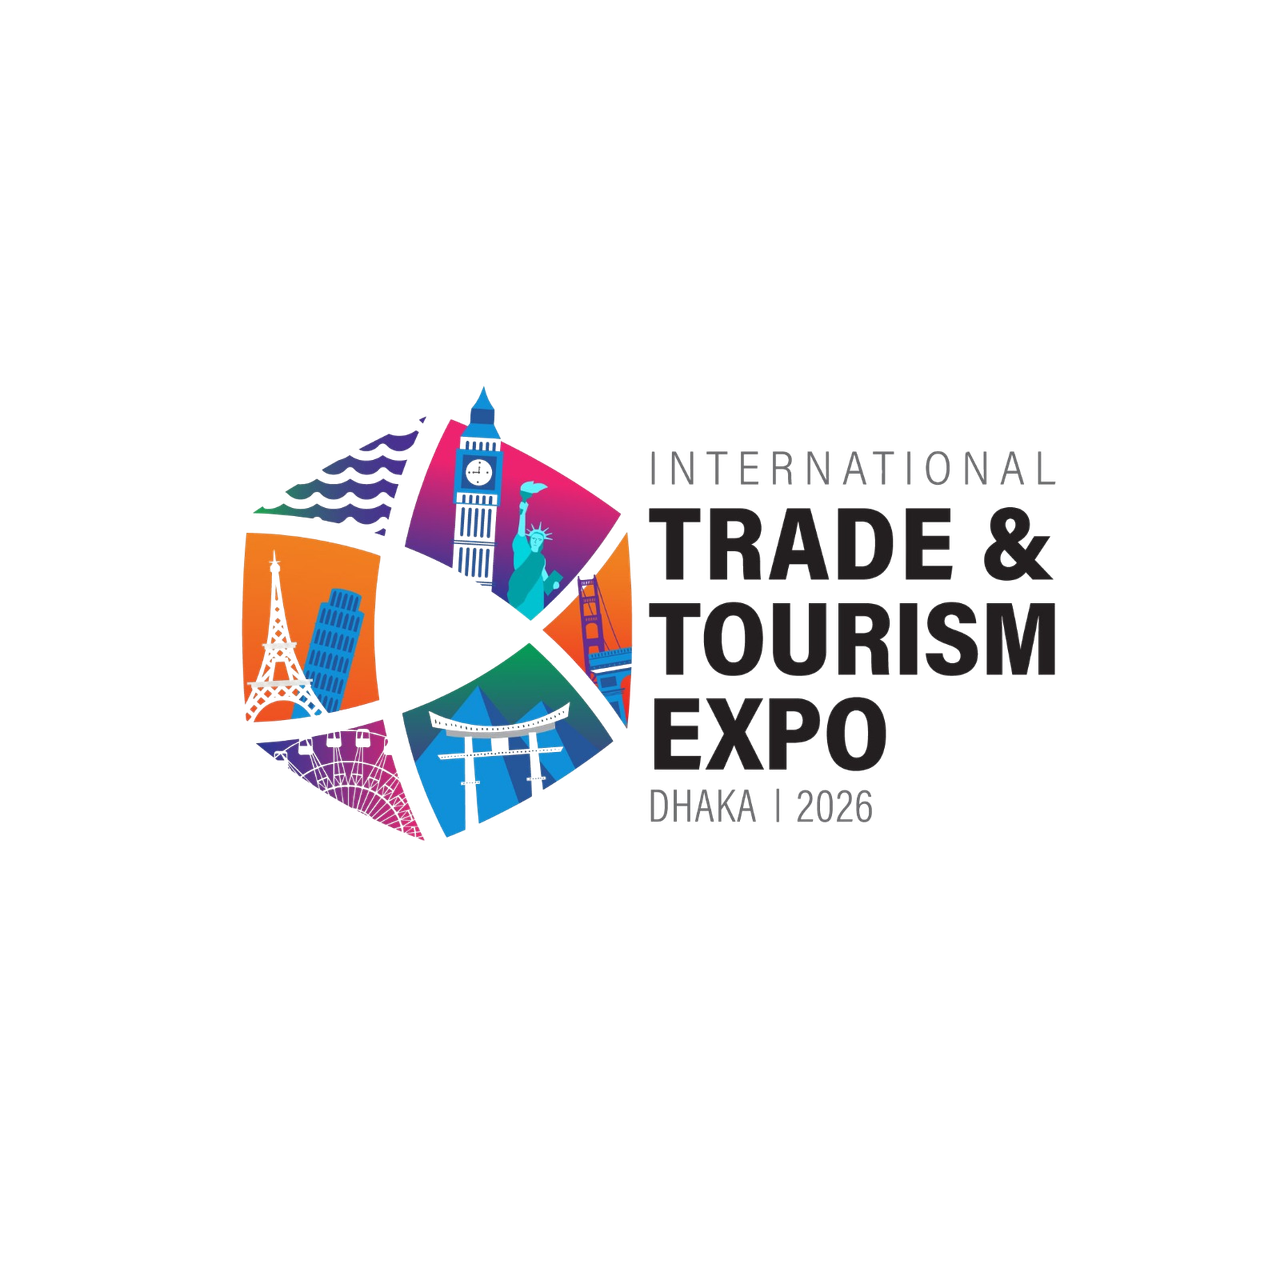 INTERNATIONAL
TRADE &
TOURISM
EXPO
DHAKA | 2026